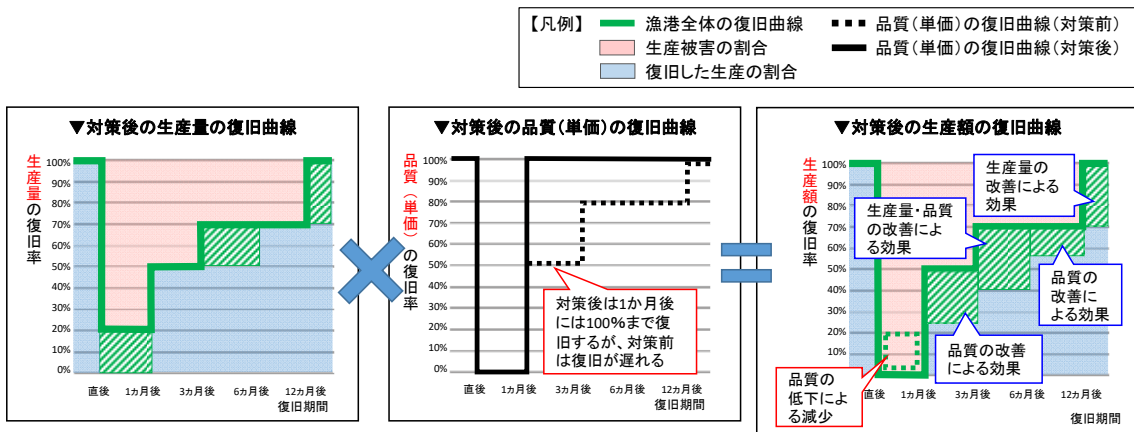 【凡例】
漁港全体の復旧曲線
生産被害の割合
復旧した生産の割合
品質(単価)の復旧曲線(対策前)
品質(単価)の復旧曲線(対策後)
▼対策後の生産量の復旧曲線
生産量の復旧率
100%
90%
80%
70%
60%
50%
40%
30%
20%
10%
0%
直後
1ヵ月後
3ヵ月後
6ヵ月後
12ヵ月後
復旧期間
▼対策後の品質(単価)の復旧曲線
品質(単価)の復旧率
100%
90%
80%
70%
60%
50%
40%
30%
20%
10%
0%
対策後は1か月後
には100%まで復
旧するが、対策前
は復旧が遅れる
直後
1ヵ月後
3ヵ月後
6ヵ月後
12ヵ月後
復旧期間
▼対策後の生産額の復旧曲線
生産額の復旧率
100%
90%
80%
70%
60%
50%
40%
30%
20%
10%
0%
生産量の
改善による
効果
生産量・品質
の改善によ
る効果
品質の
改善に
よる効果
品質の改善
による効果
品質の
低下によ
る減少
直後
1ヵ月後
3ヵ月後
6ヵ月後
12ヵ月後
復旧期間